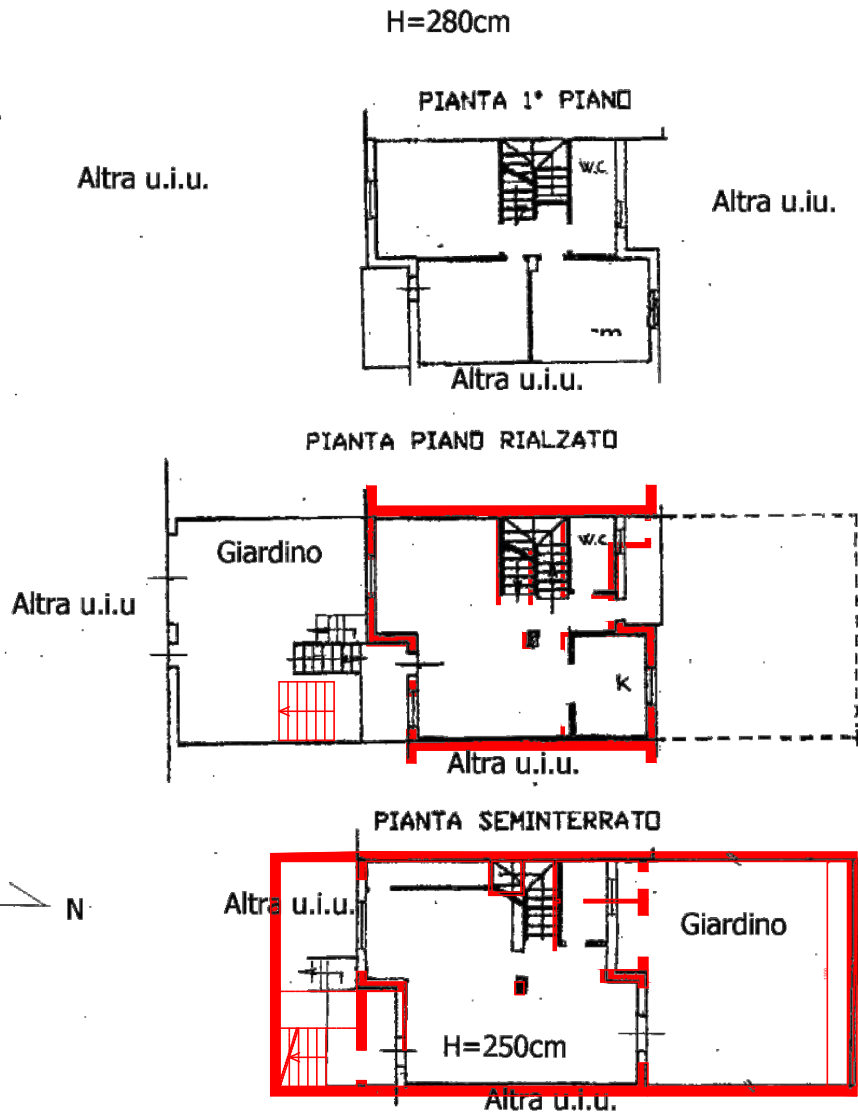 H=280cm
PIANTA 1° PIANO
Altra u.i.u.
W.C.
Altra u.iu.
Altra u.i.u.
PIANTA PIANO RIALZATO
Giardino
W.C.
Altra u.i.u
K
Altra u.i.u.
PIANTA SEMINTERRATO
N
Altra u.i.u.
Giardino
H=250cm
Altra u.i.u.